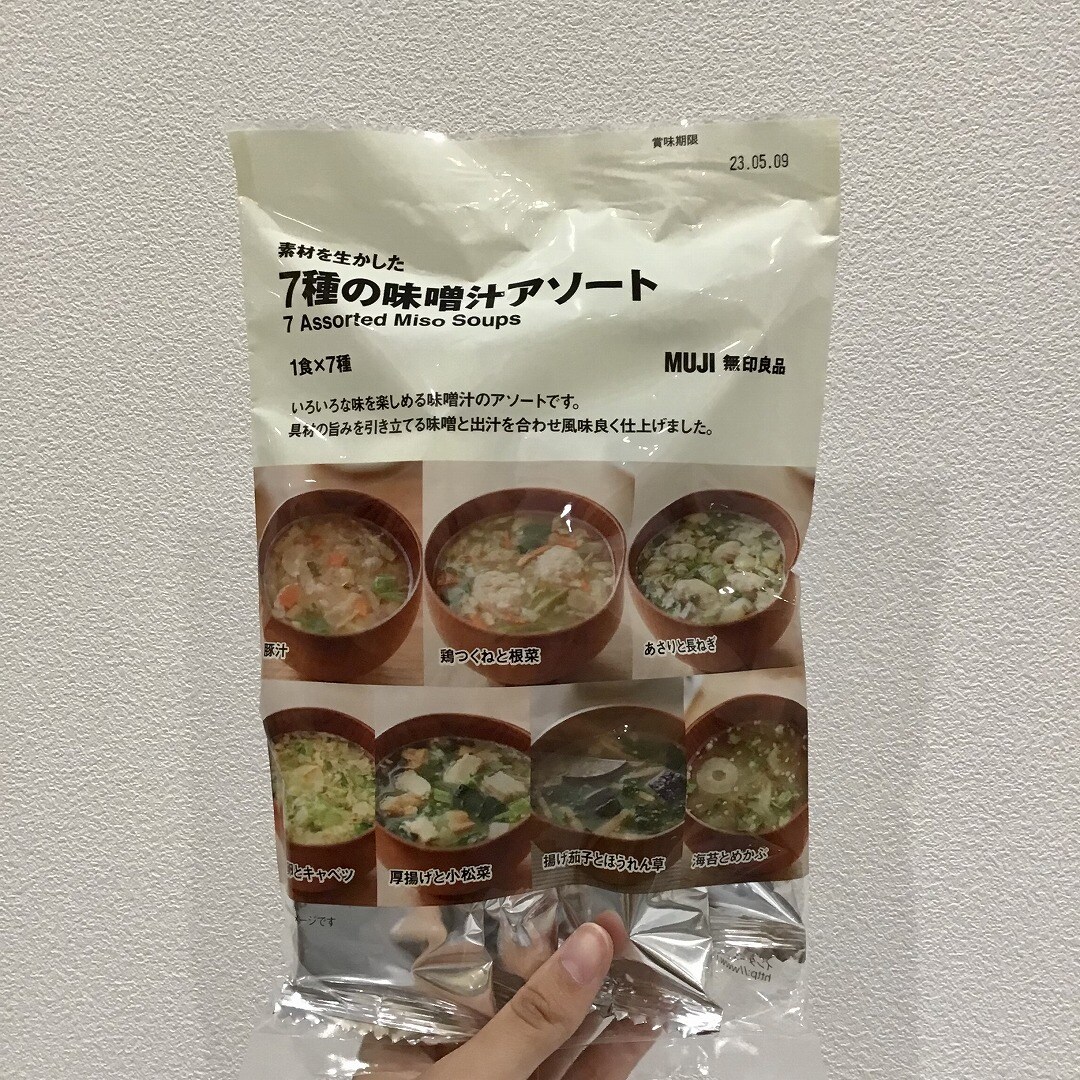 賞味期限
23.05.09
素材を生かした
7種の味噌汁アソート
7 Assorted Miso Soups
1食×7種
MUJI 無印良品
いろいろな味を楽しめる味噌汁のアソートです。
具材の旨みを引き立てる味噌と出汁を合わせ風味良く仕上げました。
豚汁
鶏つくねと根菜
あさりと長ねぎ
とキャベツ
厚揚げと小松菜
揚げ茄子とほうれん草
海苔とめかぶ
ージです
http://www